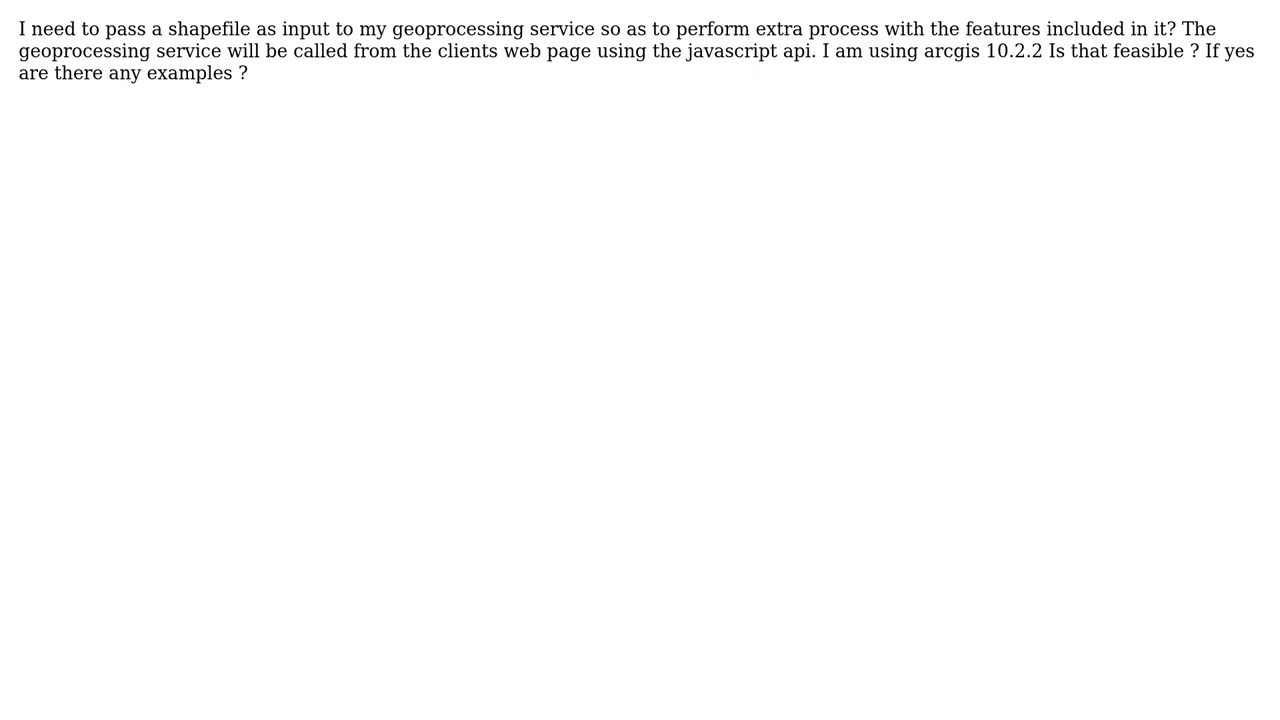 I need to pass a shapefile as input to my geoprocessing service so as to perform extra process with the features included in it? The
geoprocessing service will be called from the clients web page using the javascript api. I am using arcgis 10.2.2 Is that feasible ? If yes
are there any examples ?